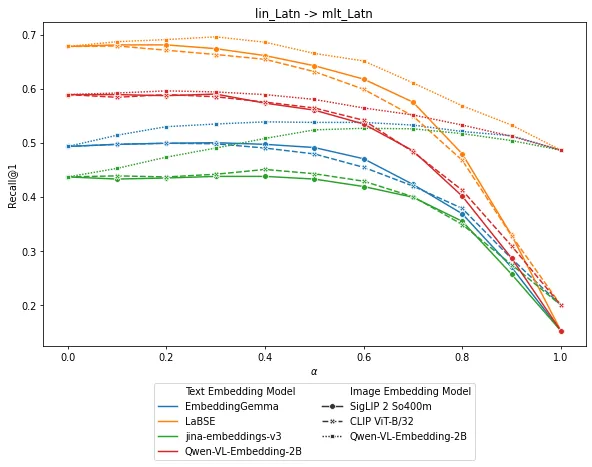 lin_Latn -> mlt_Latn
0.7
0.6
0.5
0.4
0.3
0.2
Recall@1
0.0 0.2 0.4 0.6 0.8 1.0
α
Text Embedding Model Image Embedding Model
EmbeddingGemma SigLIP 2 So400m
LaBSE CLIP ViT-B/32
jina-embeddings-v3 Qwen-VL-Embedding-2B
Qwen-VL-Embedding-2B